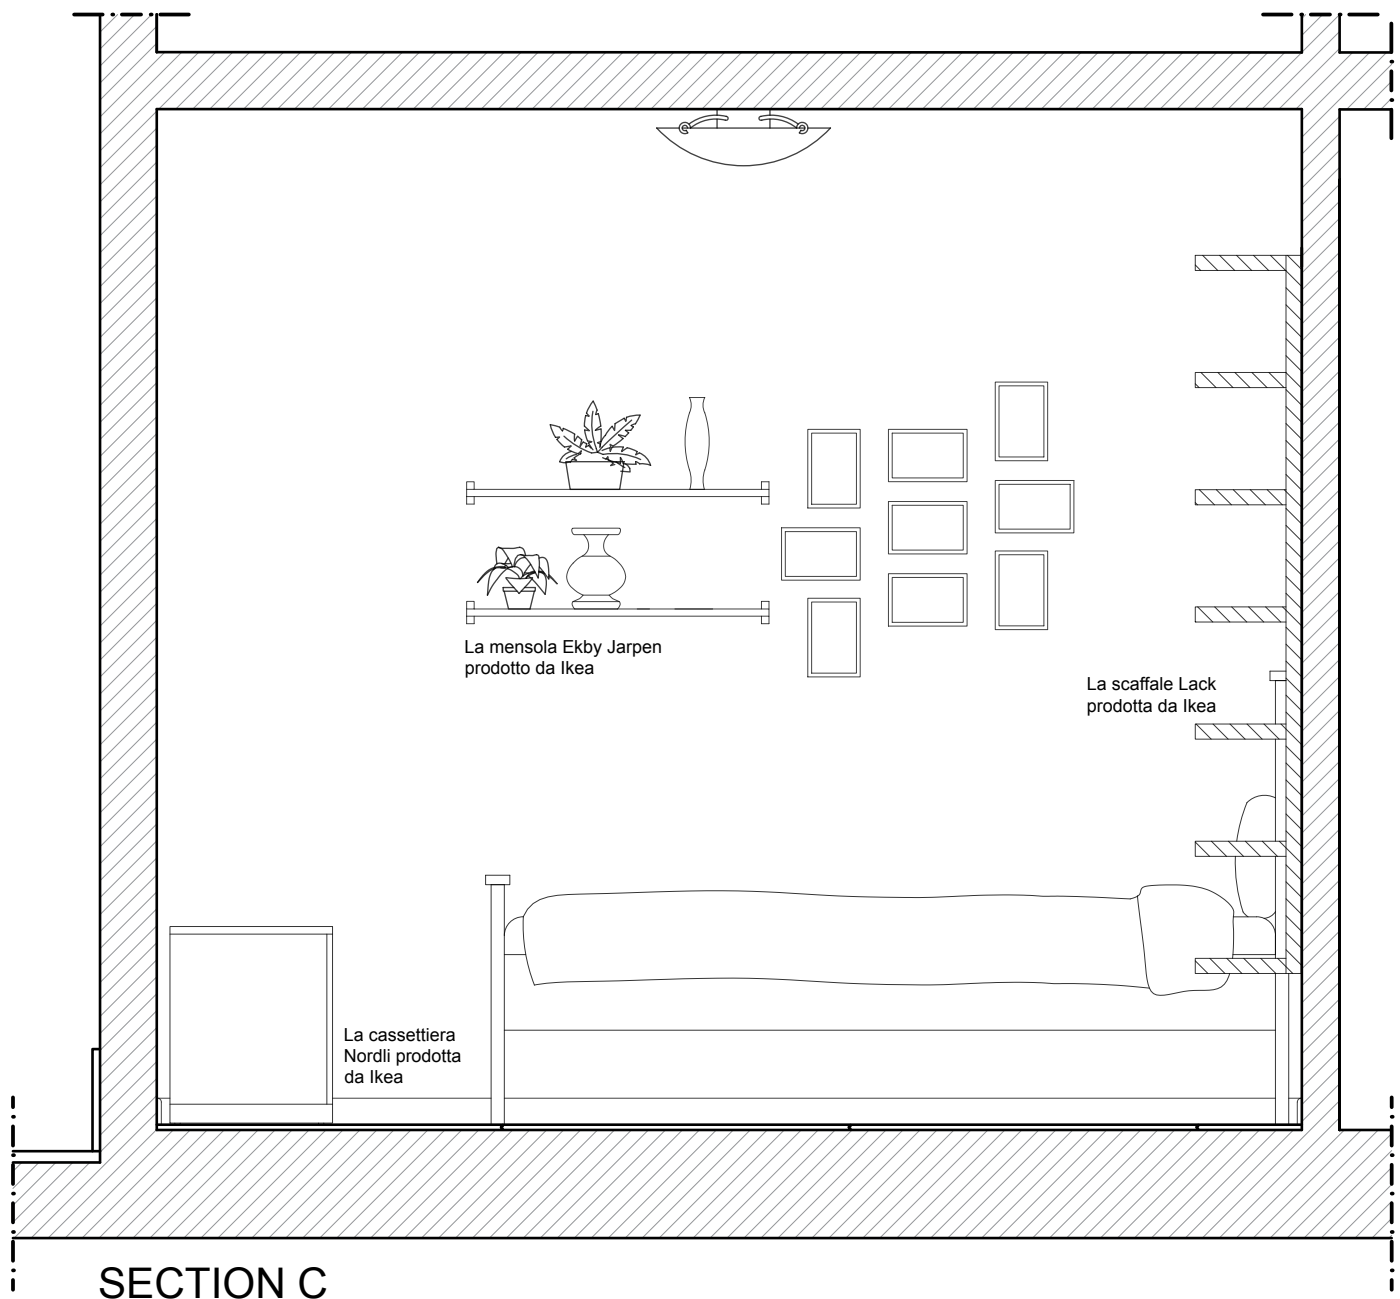 La mensola Ekby Jarpen
prodotto da Ikea
La scaffale Lack
prodotta da Ikea
La cassettiera
Nordli prodotta
da Ikea
SECTION C